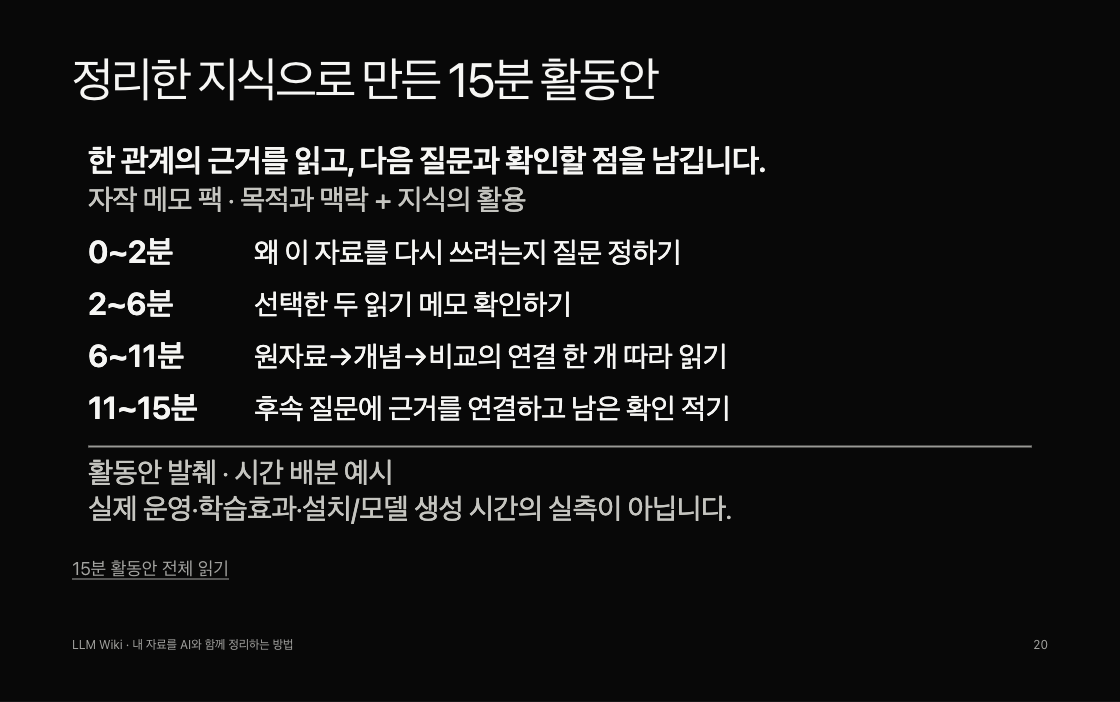 정리한 지식으로 만든 15분 활동안
한 관계의 근거를 읽고, 다음 질문과 확인할 점을 남깁니다.
자작 메모 팩 · 목적과 맥락 + 지식의 활용
0~2분 왜 이 자료를 다시 쓰려는지 질문 정하기
2~6분 선택한 두 읽기 메모 확인하기
6~11분 원자료→개념→비교의 연결 한 개 따라 읽기
11~15분 후속 질문에 근거를 연결하고 남은 확인 적기
활동안 발췌 · 시간 배분 예시
실제 운영·학습효과·설치/모델 생성 시간의 실측이 아닙니다.
15분 활동안 전체 읽기
LLM Wiki · 내 자료를 AI와 함께 정리하는 방법 20